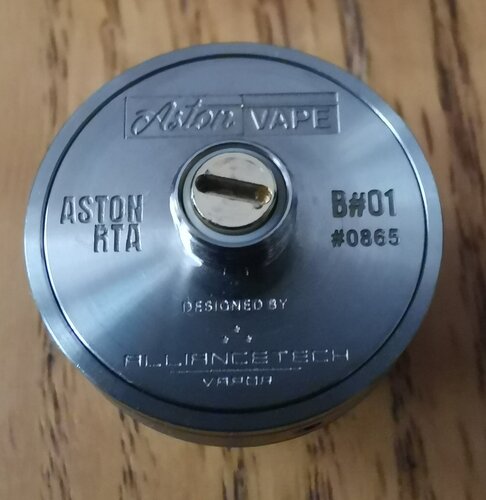 Aston VAPE
ASTON
RTA
B#01
#0865
DESIGNED BY
ALLIANCETECH
VAPOR